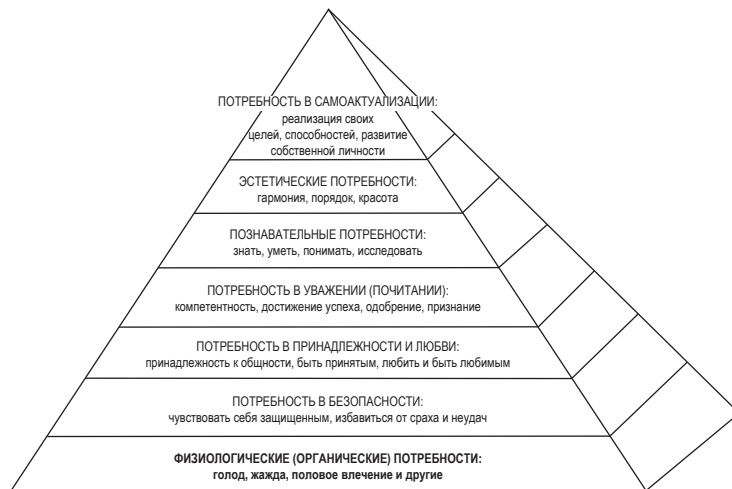 ПОТРЕБНОСТЬ В САМОАКТУАЛИЗАЦИИ:
реализация своих
целей, способностей, развитие
собственной личности
ЭСТЕТИЧЕСКИЕ ПОТРЕБНОСТИ:
гармония, порядок, красота
ПОЗНАВАТЕЛЬНЫЕ ПОТРЕБНОСТИ:
знать, уметь, понимать, исследовать
ПОТРЕБНОСТЬ В УВАЖЕНИИ (ПОЧИТАНИИ):
компетентность, достижение успеха, одобрение, признание
ПОТРЕБНОСТЬ В ПРИНАДЛЕЖНОСТИ И ЛЮБВИ:
принадлежность к общности, быть принятым, любить и быть любимым
ПОТРЕБНОСТЬ В БЕЗОПАСНОСТИ:
чувствовать себя защищенным, избавиться от сраха и неудач
ФИЗИОЛОГИЧЕСКИЕ (ОРГАНИЧЕСКИЕ) ПОТРЕБНОСТИ:
голод, жажда, половое влечение и другие